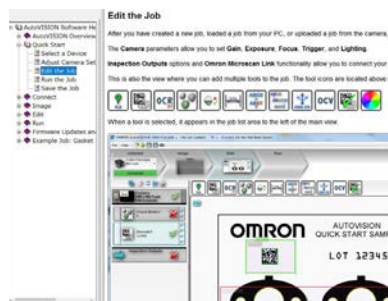 AutoVISION Software He
AutoVISION Overview
Quick Start
Select a Device
Adjust Camera Set
Edit the Job
Run the Job
Save the Job
Connect
Image
Edit
Run
Firmware Updates an
Example Job: Gasket
Edit the Job
After you have created a new job, loaded a job from your PC, or uploaded a job from the camera,
The Camera parameters allow you to set Gain, Exposure, Focus, Trigger, and Lighting.
Inspection Outputs options and Omron Microscan Link functionality allow you to connect your
This is also the view where you can add multiple tools to the job. The tool icons are located above
OCR
OCV
When a tool is selected, it appears in the job list area to the left of the main view.
OMRON
AUTOVISION
QUICK START SAM
LOT 12345